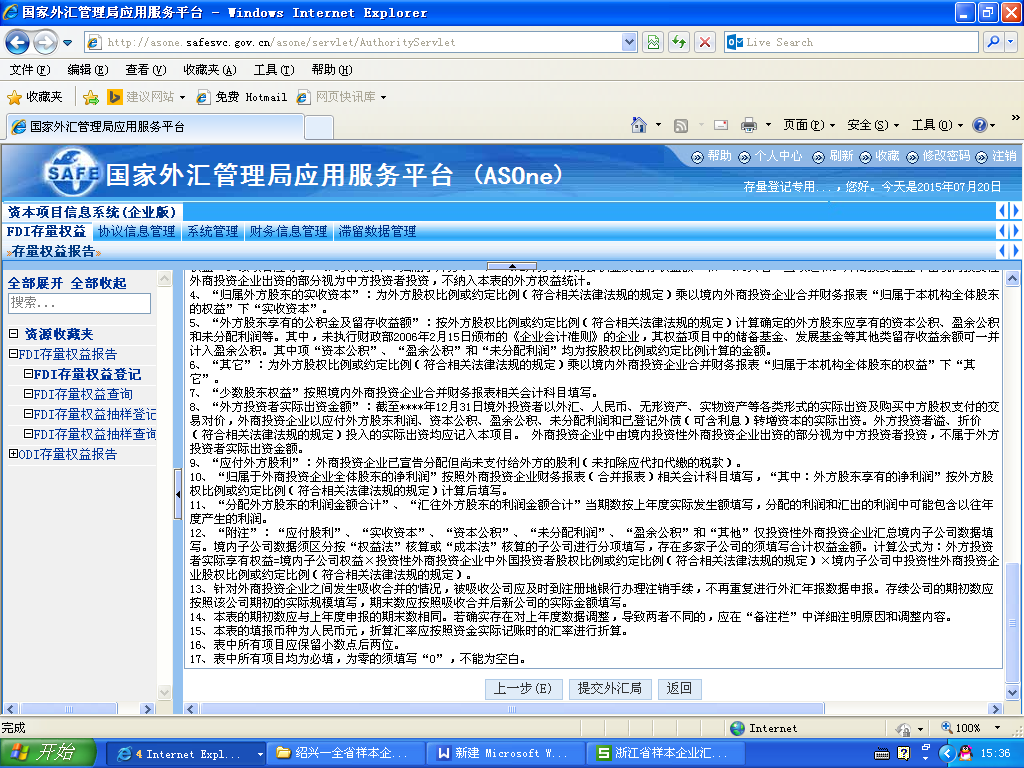 国家外汇管理局应用服务平台 - Windows Internet Explorer
http://asone.safesvc.gov.cn/asone/servlet/AuthorityServlet
Live Search
文件(F) 编辑(E) 查看(V) 收藏夹(A) 工具(T) 帮助(H)
收藏夹 建议网站 免费 Hotmail 网页快讯库
国家外汇管理局应用服务平台
页面(P) 安全(S) 工具(O)
SAFE 国家外汇管理局应用服务平台 (ASOne)
帮助 个人中心 刷新 收藏 修改密码 注销
存量登记专用...,您好。今天是2015年07月20日
资本项目信息系统(企业版)
FDI存量权益 协议信息管理 系统管理 财务信息管理 滞留数据管理
存量权益报告
全部展开 全部收起
搜索...
资源收藏夹
FDI存量权益报告
FDI存量权益登记
FDI存量权益查询
FDI存量权益抽样登记
FDI存量权益抽样查询
ODI存量权益报告
外商投资企业出资的部分视为中方投资者投资，不纳入本表的外方权益统计。
4、“归属外方股东的实收资本”：为外方股权比例或约定比例（符合相关法律法规的规定）乘以境内外商投资企业合并财务报表“归属于本机构全体股东
的权益”下“实收资本”。
5、“外方股东享有的公积金及留存收益额”：按外方股权比例或约定比例（符合相关法律法规的规定）计算确定的外方股东应享有的资本公积、盈余公积
和未分配利润等。其中，未执行财政部2006年2月15日颁布的《企业会计准则》的企业，其权益项目中的储备基金、发展基金等其他类留存收益余额可一并
计入盈余公积。其中项“资本公积”、“盈余公积”和“未分配利润”均为按股权比例或约定比例计算的金额。
6、“其它”：为外方股权比例或约定比例（符合相关法律法规的规定）乘以境内外商投资企业合并财务报表“归属于本机构全体股东的权益”下“其
它”。
7、“少数股东权益”按照境内外商投资企业合并财务报表相关会计科目填写。
8、“外方投资者实际出资金额”：截至****年12月31日境外投资者以外汇、人民币、无形资产、实物资产等各类形式的实际出资及购买中方股权支付的交
易对价，外商投资企业以应付外方股东利润、资本公积、盈余公积、未分配利润和已登记外债（可含利息）转增资本的实际出资。外方投资者溢、折价
（符合相关法律法规的规定）投入的实际出资均应记入本项目。 外商投资企业中由境内投资性外商投资企业出资的部分视为中方投资者投资，不属于外方
投资者实际出资金额。
9、“应付外方股利”：外商投资企业已宣告分配但尚未支付给外方的股利（未扣除应代扣代缴的税款）。
10、“归属于外商投资企业全体股东的净利润”按照外商投资企业财务报表（合并报表）相关会计科目填写，“其中：外方股东享有的净利润”按外方股
权比例或约定比例（符合相关法律法规的规定）计算后填写。
11、“分配外方股东的利润金额合计”、“汇往外方股东的利润金额合计”当期数按上年度实际发生额填写，分配的利润和汇出的利润中可能包含以往年
度产生的利润。
12、“附注”：“应付股利”、“实收资本”、“资本公积”、“未分配利润”、“盈余公积”和“其他”仅投资性外商投资企业汇总境内子公司数据填
写。境内子公司数据须区分按“权益法”核算或“成本法”核算的子公司进行分项填写，存在多家子公司的须填写合计权益金额。计算公式为：外方投资
者实际享有权益=境内子公司权益×投资性外商投资企业中外国投资者股权比例或约定比例（符合相关法律法规的规定）×境内子公司中投资性外商投资企
业股权比例或约定比例（符合相关法律法规的规定）。
13、针对外商投资企业之间发生吸收合并的情况，被吸收公司应及时到注册地银行办理注销手续，不再重复进行外汇年报数据申报。存续公司的期初数应
按照该公司期初的实际规模填写，期末数应按照吸收合并后新公司的实际金额填写。
14、本表的期初数应与上年度申报的期末数相同。若确实存在对上年度数据调整，导致两者不同的，应在“备注栏”中详细注明原因和调整内容。
15、本表的填报币种为人民币元，折算汇率应按照资金实际记账时的汇率进行折算。
16、表中所有项目应保留小数点后两位。
17、表中所有项目均为必填，为零的须填写“0”，不能为空白。
上一步(E) 提交外汇局 返回
完成 Internet 100%
开始 4 Internet Expl... 绍兴—全省样本企... 新建 Microsoft W... 浙江省样本企业汇... 15:36